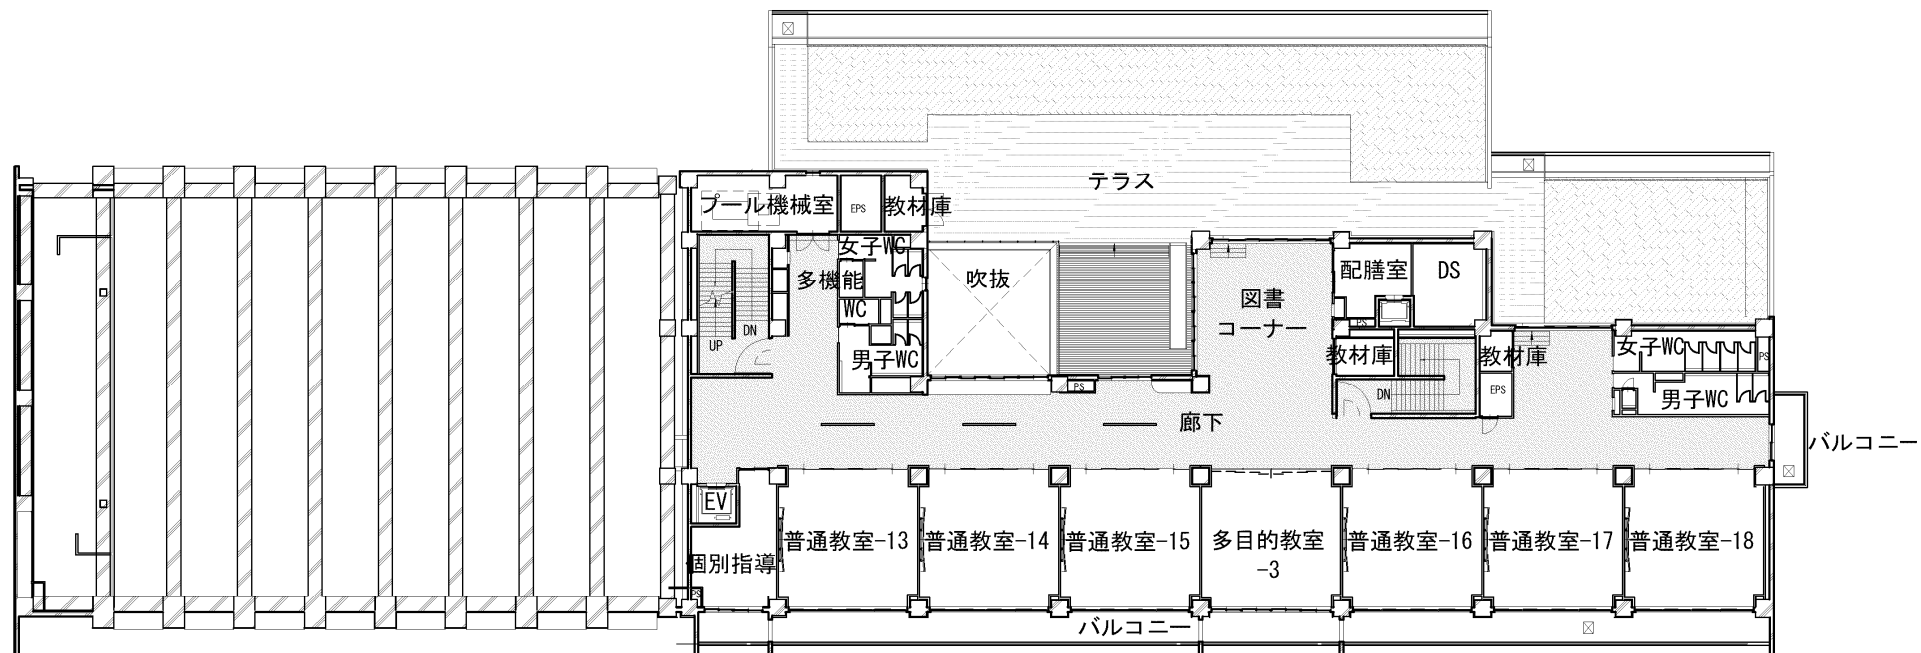 テラス
プール機械室
EPS
教材庫
女子WC
多機能
WC
男子WC
DN
UP
吹抜
PS
図書
コーナー
配膳室
DS
PS
教材庫
DN
教材庫
EPS
女子WC
PS
男子WC
廊下
バルコニー
EV
個別指導
PS
普通教室-13
普通教室-14
普通教室-15
多目的教室
-3
普通教室-16
普通教室-17
普通教室-18
バルコニー